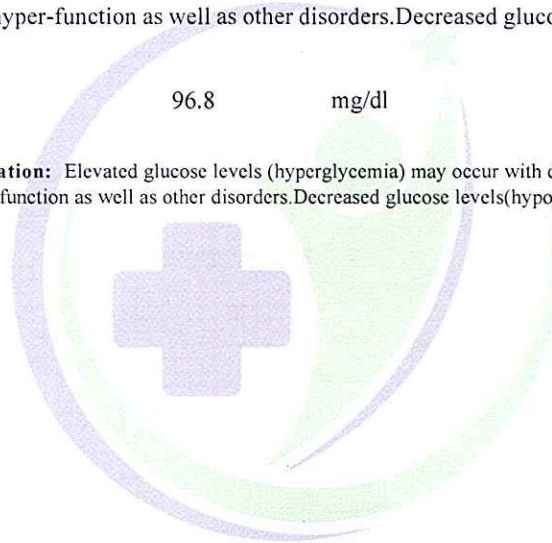 hyper-function as well as other disorders.Decreased gluco
96.8 mg/dl
ation: Elevated glucose levels (hyperglycemia) may occur with d
function as well as other disorders.Decreased glucose levels(hypo